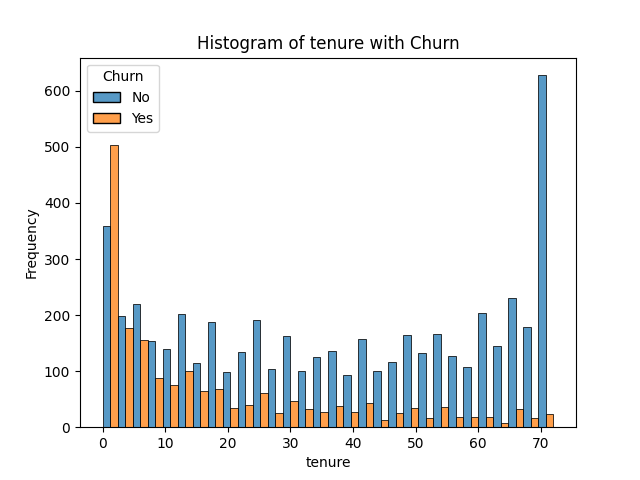 Histogram of tenure with Churn
Churn
No
Yes
Frequency
600
500
400
300
200
100
0
0 10 20 30 40 50 60 70
tenure